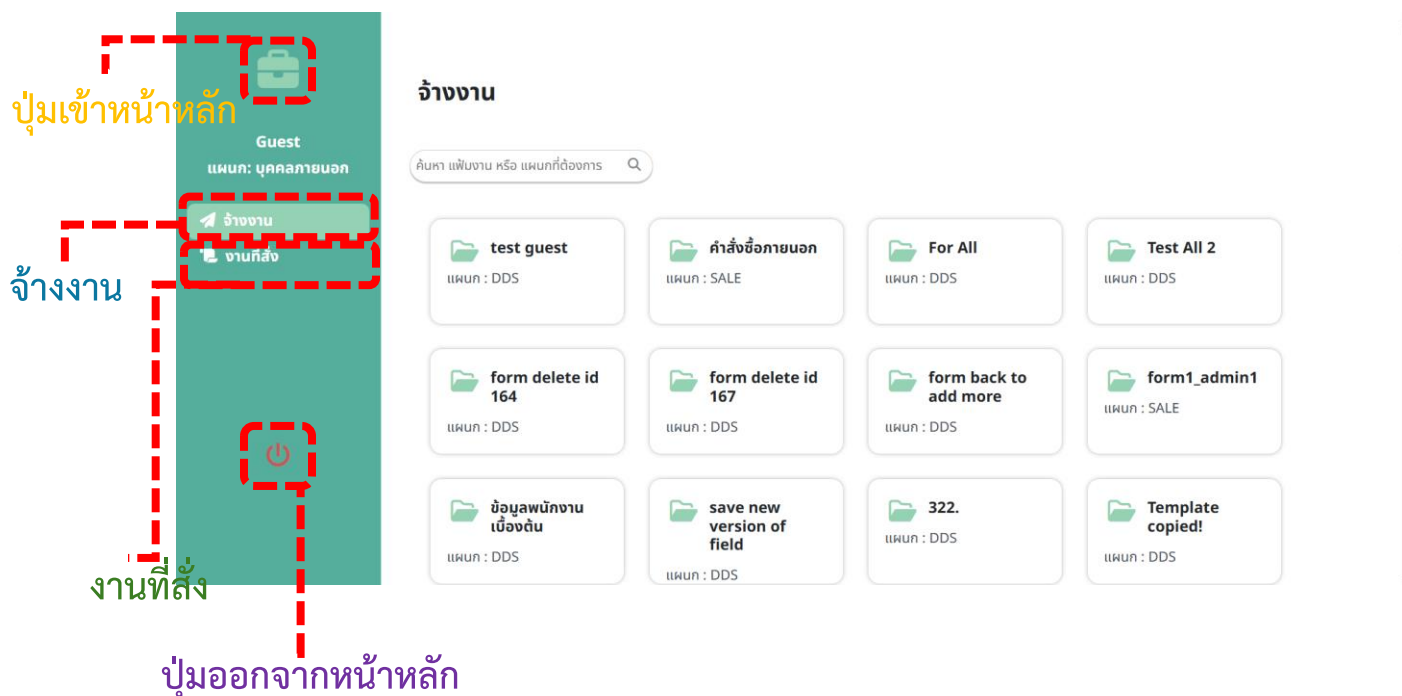 ปุ่มเข้าหน้าหลัก
Guest
แผนก: บุคคลภายนอก
จ้างงาน
งานที่สั่ง
จ้างงาน
งานที่สั่ง
ปุ่มออกจากหน้าหลัก
จ้างงาน
ค้นหา แฟ้มงาน หรือ แผนกที่ต้องการ
test guest
แผนก : DDS
คำสั่งซื้อภายนอก
แผนก : SALE
For All
แผนก : DDS
Test All 2
แผนก : DDS
form delete id
164
แผนก : DDS
form delete id
167
แผนก : DDS
form back to
add more
แผนก : DDS
form1_admin1
แผนก : SALE
ข้อมูลพนักงาน
เบื้องต้น
แผนก : DDS
save new
version of
field
แผนก : DDS
322.
แผนก : DDS
Template
copied!
แผนก : DDS